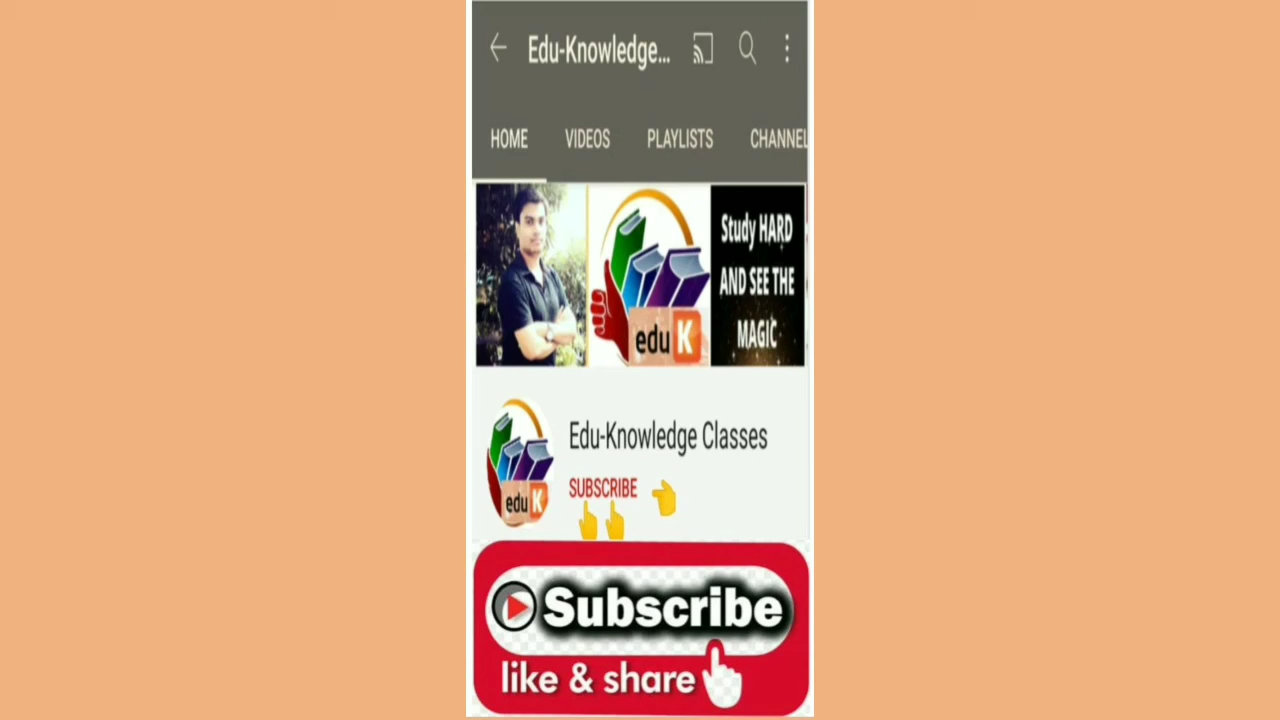 Edu-Knowledge...
HOME VIDEOS PLAYLISTS CHANNEL
edu K
Study HARD
AND SEE THE
MAGIC
edu K
Edu-Knowledge Classes
SUBSCRIBE
Subscribe
like & share